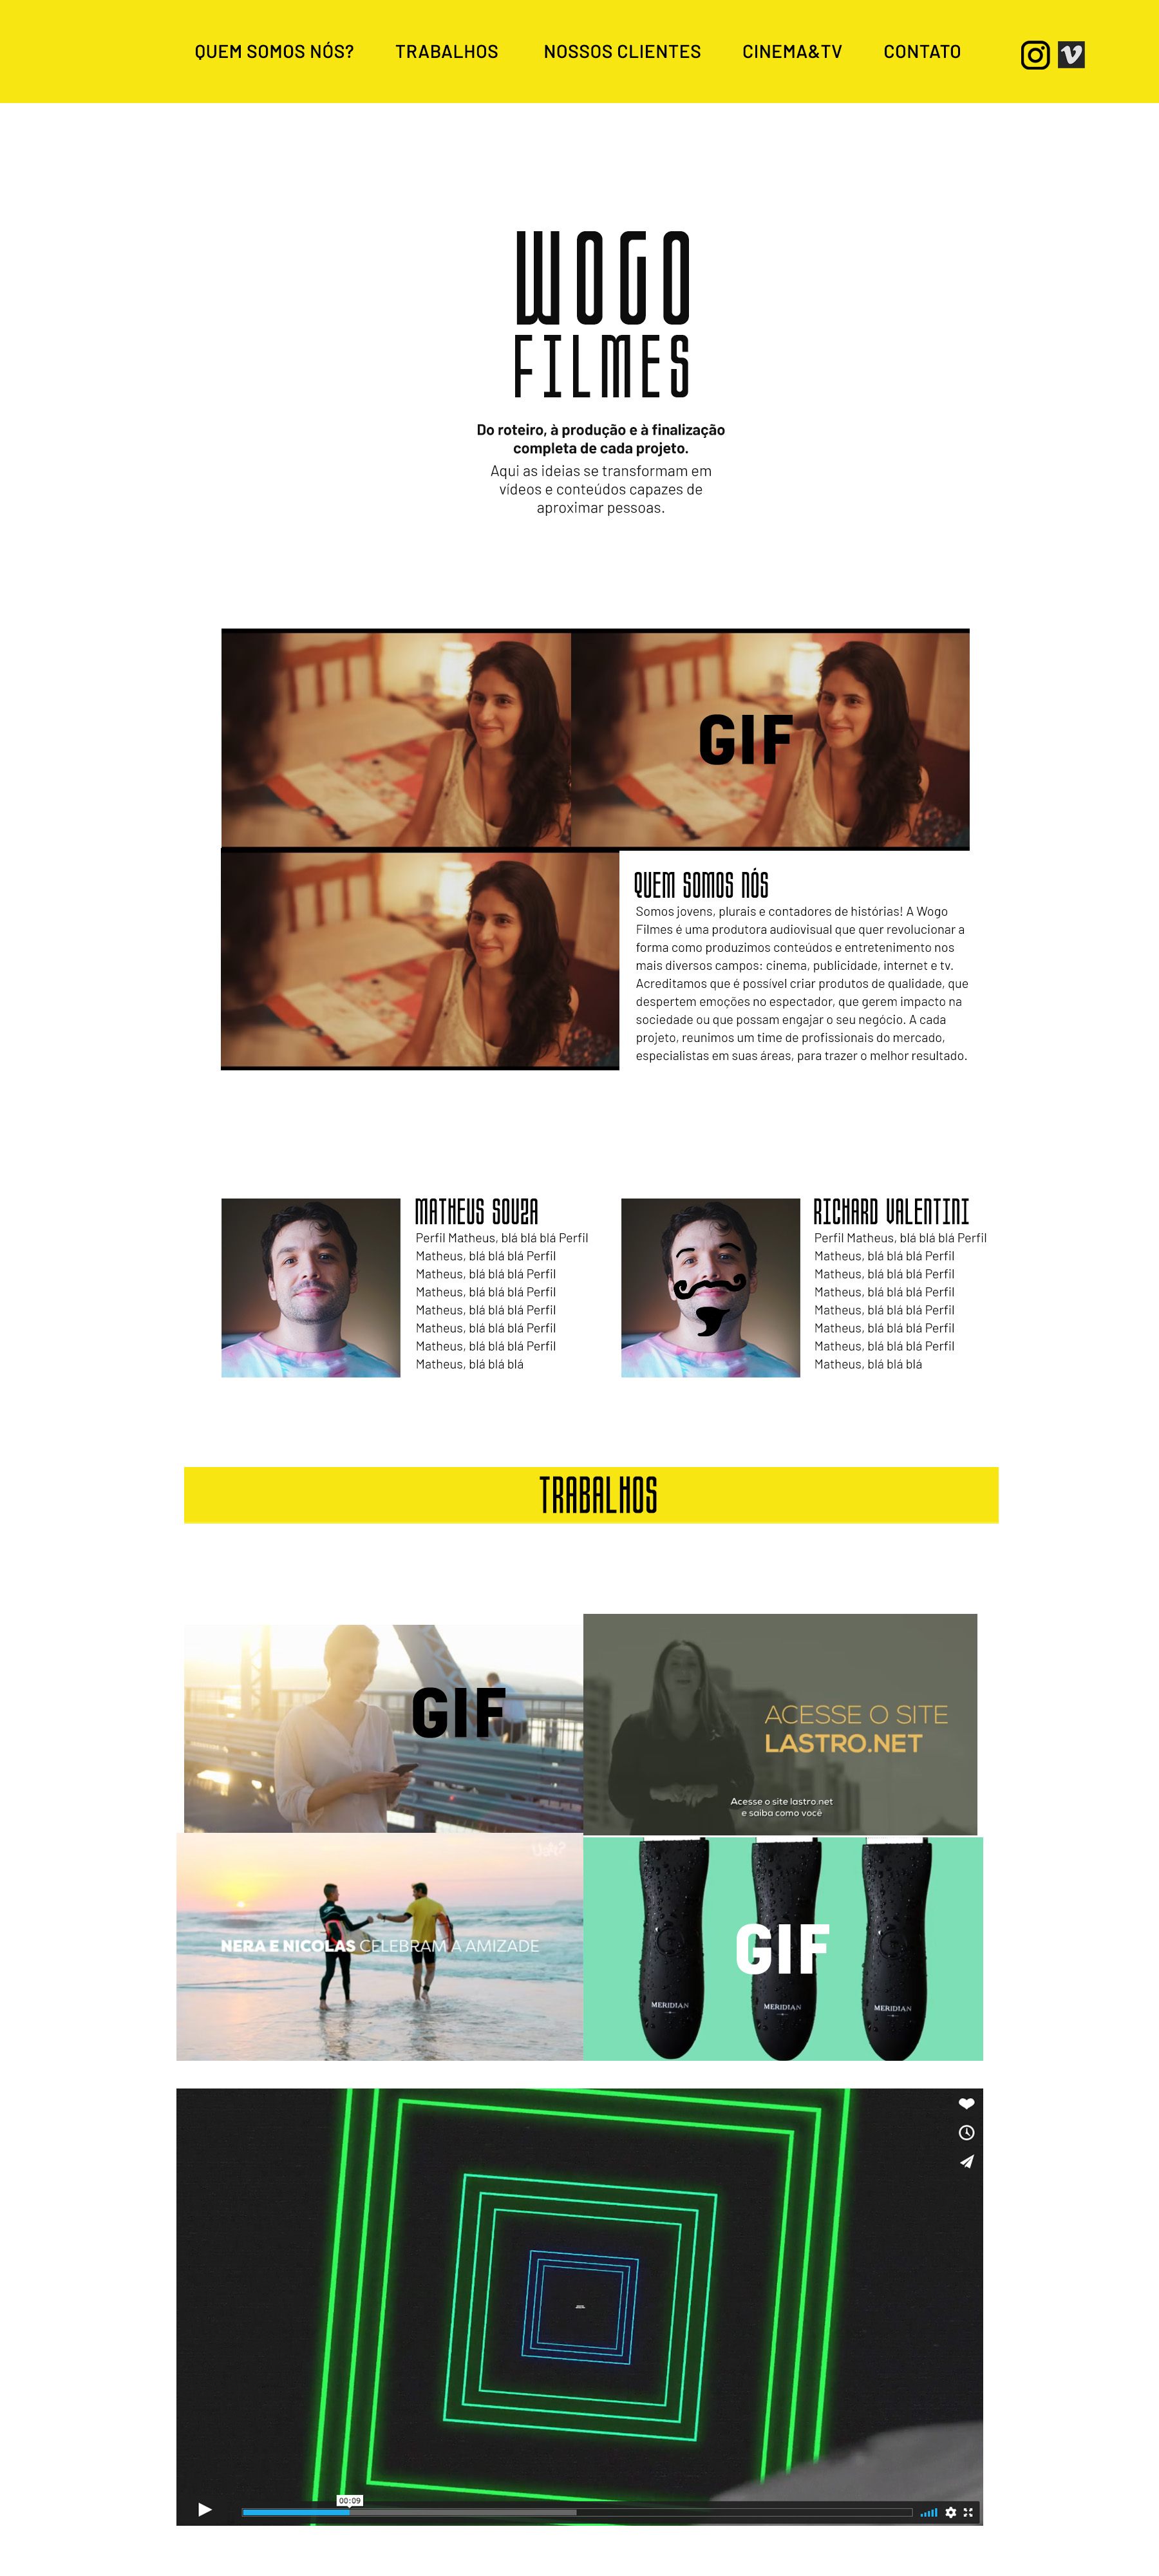 QUEM SOMOS NÓS? TRABALHOS NOSSOS CLIENTES CINEMA&TV CONTATO
WOGO
FILMES
Do roteiro, à produção e à finalização
completa de cada projeto.
Aqui as ideias se transformam em
vídeos e conteúdos capazes de
aproximar pessoas.
GIF
QUEM SOMOS NÓS
Somos jovens, plurais e contadores de histórias! A Wogo
Filmes é uma produtora audiovisual que quer revolucionar a
forma como produzimos conteúdos e entretenimento nos
mais diversos campos: cinema, publicidade, internet e tv.
Acreditamos que é possível criar produtos de qualidade, que
despertem emoções no espectador, que gerem impacto na
sociedade ou que possam engajar o seu negócio. A cada
projeto, reunimos um time de profissionais do mercado,
especialistas em suas áreas, para trazer o melhor resultado.
MATHEUS SOUZA
Perfil Matheus, blá blá blá Perfil
Matheus, blá blá blá Perfil
Matheus, blá blá blá Perfil
Matheus, blá blá blá Perfil
Matheus, blá blá blá Perfil
Matheus, blá blá blá Perfil
Matheus, blá blá blá Perfil
Matheus, blá blá blá
RICHARD VALENTINI
Perfil Matheus, blá blá blá Perfil
Matheus, blá blá blá Perfil
Matheus, blá blá blá Perfil
Matheus, blá blá blá Perfil
Matheus, blá blá blá Perfil
Matheus, blá blá blá Perfil
Matheus, blá blá blá Perfil
Matheus, blá blá blá
TRABALHOS
GIF
ACESSE O SITE
LASTRO.NET
Acesse o site lastro.net
e saiba como você
NERA E NICOLAS CELEBRAM A AMIZADE
GIF
MERIDIAN
MERIDIAN
MERIDIAN
00:09